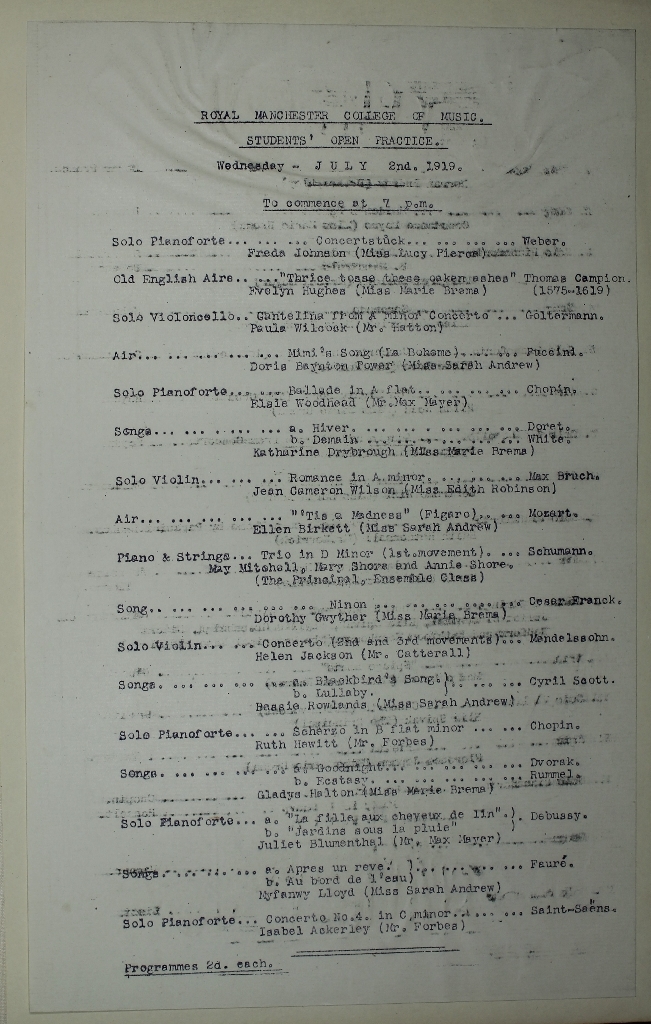 ROYAL MANCHESTER COLLEGE OF MUSIC.
STUDENTS' OPEN PRACTICE.
Wednesday - JULY 2nd. 1919.
To commence at 7 p.m.
Solo Pianoforte... ... ... Concertstück... ... ... ... Weber.
Freda Johnson (Miss Lucy Pierce)
Old English Airs.. ..."Thrice tosse these oaken ashes" Thomas Campion.
Evelyn Hughes (Miss Marie Brema) (1575-1619)
Solo Violoncello.. Cantelina from A minor Concerto ... Goltermann.
Paula Wilcock (Mr. Hatton)
Air... ... ... ... ... Mimi's Song (La Boheme)... ... Puccini.
Doris Baynton Power (Miss Sarah Andrew)
Solo Pianoforte... ... Ballade in A flat... ... ... ... Chopin.
Elsie Woodhead (Mr. Max Mayer)
Songs... ... ... ... ... a. Hiver. ... ... ... ... ... Doret.
b. Demain ... ... ... ... ... White.
Katharine Drybrough (Miss Marie Brema)
Solo Violin... ... ... Romance in A minor. ... ... ... Max Bruch.
Jean Cameron Wilson (Miss Edith Robinson)
Air... ... ... ... ... "'Tis a Madness" (Figaro).. ... Mozart.
Ellen Birkett (Miss Sarah Andrew)
Piano & Strings... Trio in D Minor (1st.movement). ... Schumann.
May Mitchell, Mary Shore and Annie Shore.
(The Principal, Ensemble Class)
Song.. ... ... ... ... ... Ninon ... ... ... ... ... Cesar Franck.
Dorothy Gwyther (Miss Maria Brema)
Solo Violin... ... Concerto (2nd and 3rd movements)... Mendelssohn.
Helen Jackson (Mr. Catterall)
Songs. ... ... ... ... ... a. Blackbird's Song.) ... ... Cyril Scott.
b. Lullaby. )
Bessie Rowlands (Miss Sarah Andrew)
Solo Pianoforte... ... Scherzo in B flat minor ... ... Chopin.
Ruth Hewitt (Mr. Forbes)
Songs. ... ... ... ... a. Goodnight... ... ... ... ... Dvorak.
b. Ecstasy. ... ... ... ... ... Rummel.
Gladys Halton (Miss Marie Brema)
Solo Pianoforte... a. "La fille aux cheveux de lin".). Debussy.
b. "Jardins sous la pluie" )
Juliet Blumenthal (Mr. Max Mayer)
Songs. ... ... ... ... a. Apres un reve. )... ... ... ... Fauré.
b. Au bord de l'eau)
Myfanwy Lloyd (Miss Sarah Andrew)
Solo Pianoforte... Concerto No.4. in C minor... ... ... Saint-Saëns.
Isabel Ackerley (Mr. Forbes)
Programmes 2d. each.